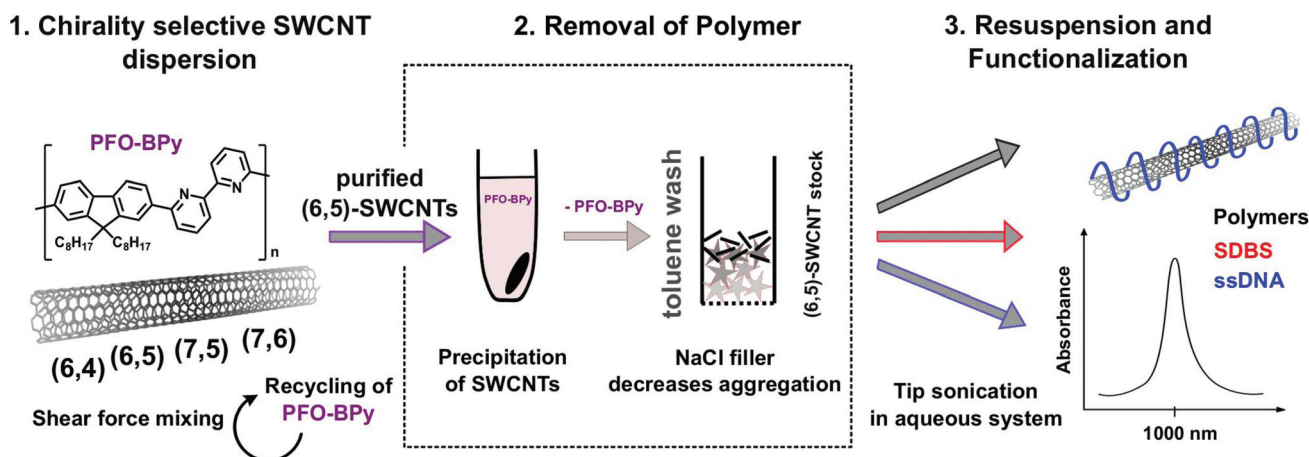 1. Chirality selective SWCNT
dispersion
PFO-BPy
N
N
C8H17
C8H17
n
(6,4)
(6,5)
(7,5)
(7,6)
Shear force mixing
Recycling of
PFO-BPy
purified
(6,5)-SWCNTs
2. Removal of Polymer
PFO-BPy
- PFO-BPy
toluene wash
(6,5)-SWCNT stock
Precipitation
of SWCNTs
NaCl filler
decreases aggregation
3. Resuspension and
Functionalization
Tip sonication
in aqueous system
Polymers
SDBS
ssDNA
Absorbance
1000 nm